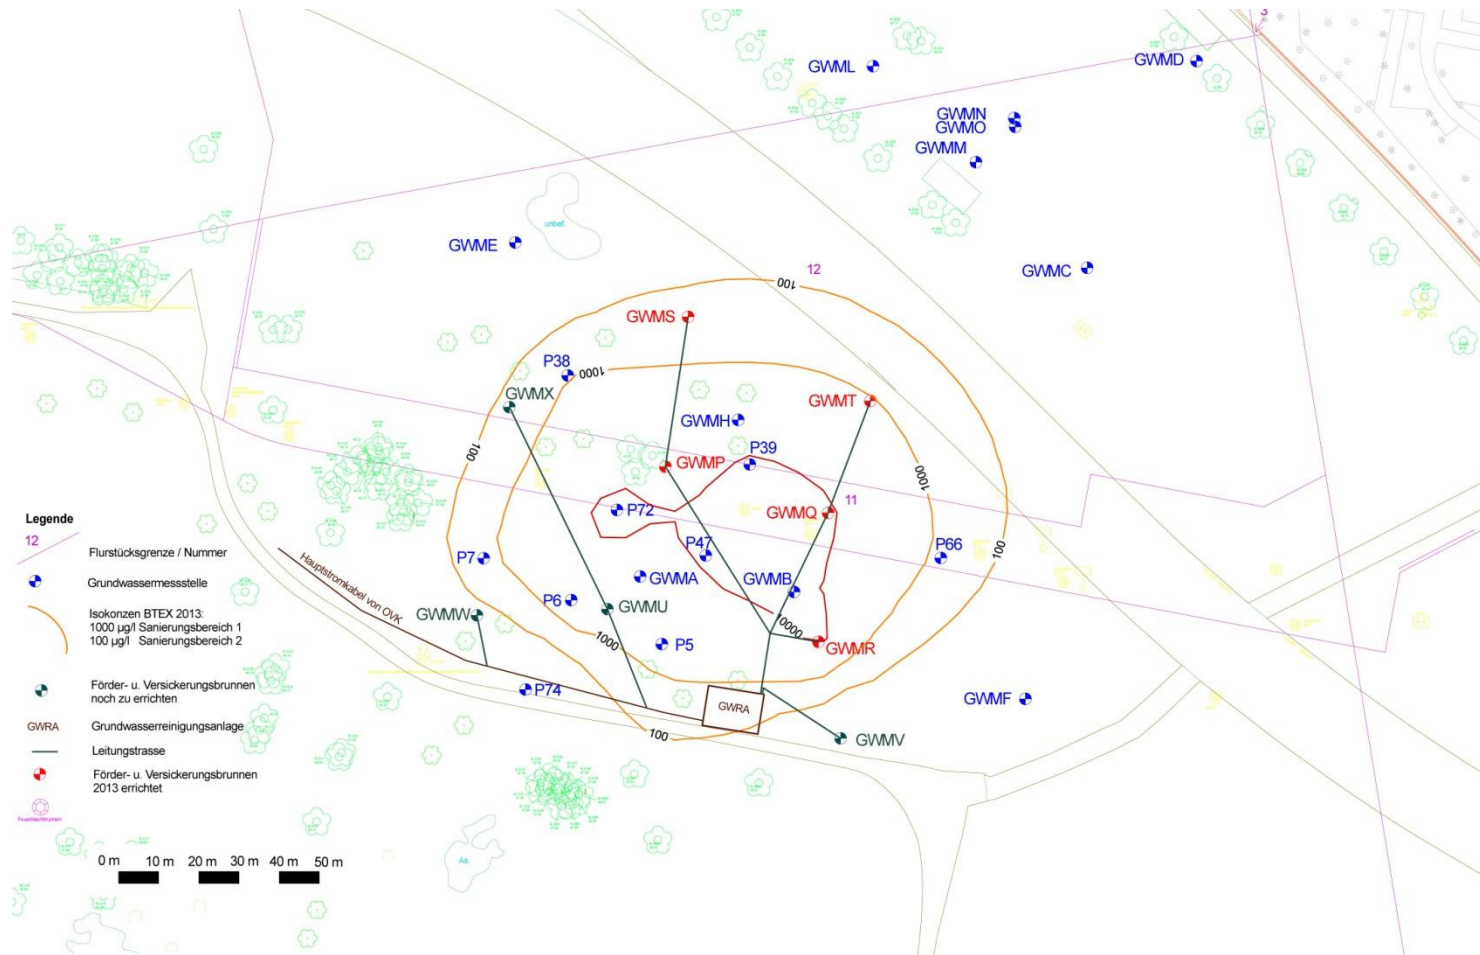 3
GWML
GWMD
GWMN
GWMO
GWMM
unbef.
GWME
12
GWMC
100
GWMS
P38
1000
GWMX
GWMT
GWMH
100
P39
GWMP
1000
P72
GWMQ
11
Legende
12
Flurstücksgrenze / Nummer
Grundwassermessstelle
Isokonzen BTEX 2013:
1000 µg/l Sanierungsbereich 1
100 µg/l Sanierungsbereich 2
Förder- u. Versickerungsbrunnen
noch zu errichten
GWRA
Grundwasserreinigungsanlage
Leitungstrasse
Förder- u. Versickerungsbrunnen
2013 errichtet
Feuerlöschbrunnen
Hauptstromkabel von OVK
P7
P47
P66
100
GWMA
GWMB
P6
GWMW
GWMU
10000
1000
P5
GWMR
P74
GWRA
GWMF
100
GWMV
Aa
0 m 10 m 20 m 30 m 40 m 50 m